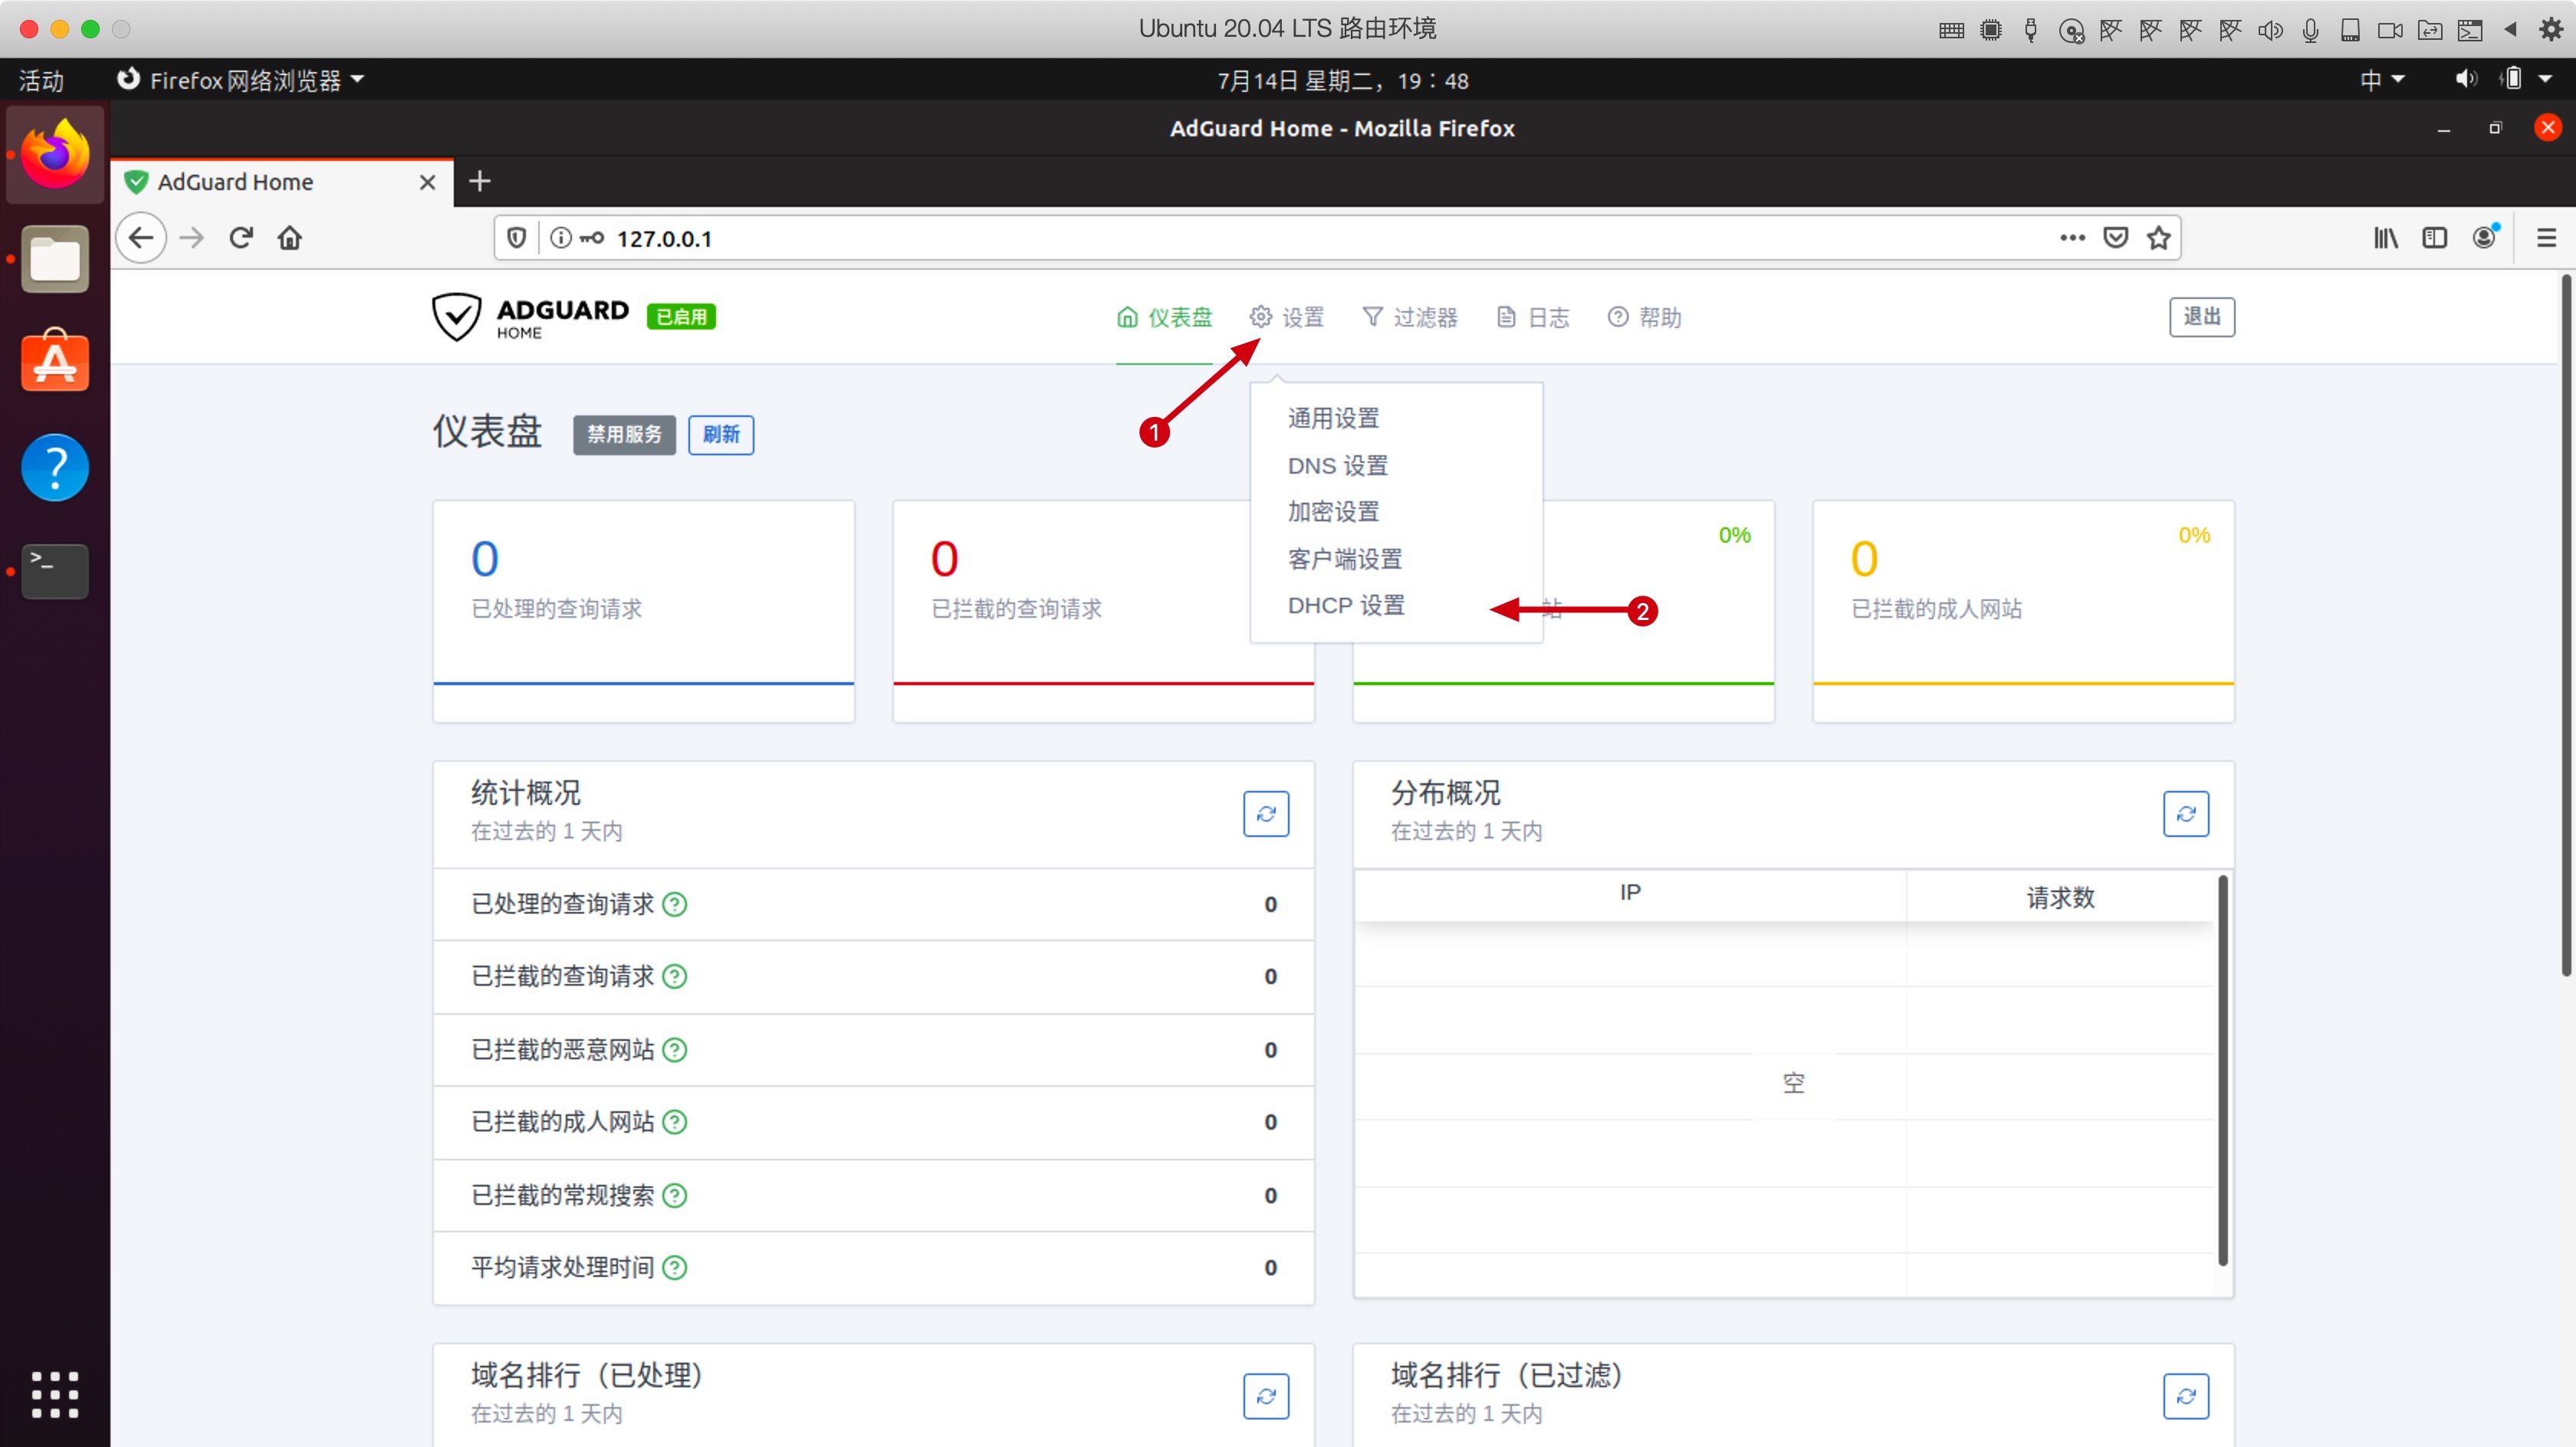 Ubuntu 20.04 LTS 路由环境
活动
Firefox 网络浏览器
7月14日 星期二，19：48
中
AdGuard Home - Mozilla Firefox
AdGuard Home
127.0.0.1
ADGUARD
HOME
已启用
仪表盘
设置
过滤器
日志
帮助
退出
1
仪表盘
禁用服务
刷新
通用设置
DNS 设置
加密设置
客户端设置
DHCP 设置
2
0
已处理的查询请求
0
已拦截的查询请求
0%
站
0
0%
已拦截的成人网站
统计概况
在过去的 1 天内
已处理的查询请求 0
已拦截的查询请求 0
已拦截的恶意网站 0
已拦截的成人网站 0
已拦截的常规搜索 0
平均请求处理时间 0
分布概况
在过去的 1 天内
IP 请求数
空
域名排行（已处理）
在过去的 1 天内
域名排行（已过滤）
在过去的 1 天内